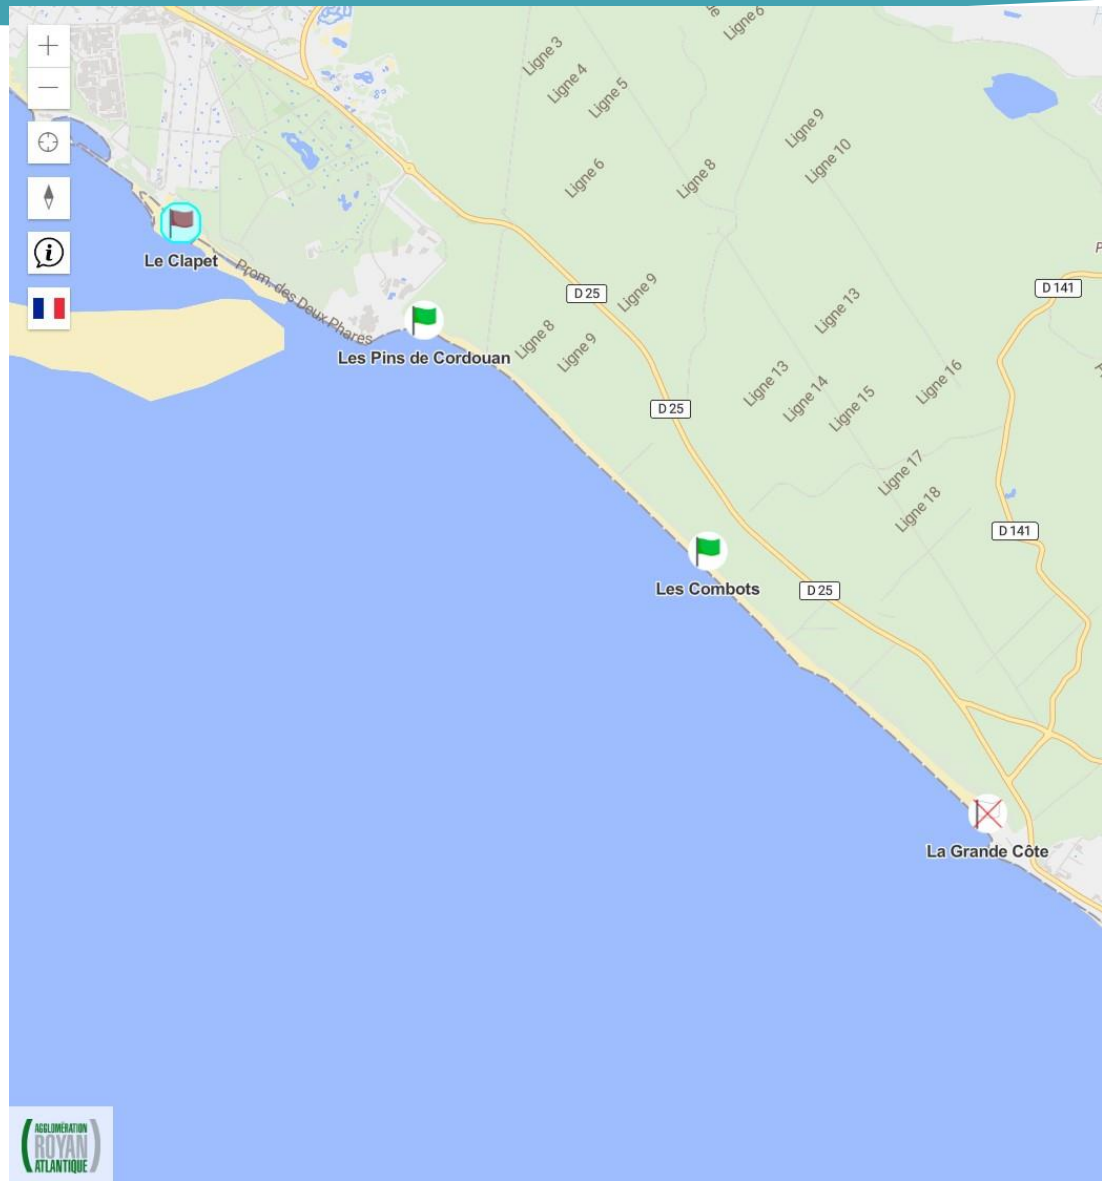 Ligne 6
Ligne 3
Ligne 4
Ligne 5
Ligne 9
Ligne 10
Ligne 6
Ligne 8
Le Clapet
Prom. des Deux Phares
D 25
Ligne 9
D 141
Ligne 13
Les Pins de Cordouan
Ligne 8
Ligne 9
D 25
Ligne 13
Ligne 14
Ligne 15
Ligne 16
Ligne 17
Ligne 18
D 141
Les Combots
D 25
La Grande Côte
AGGLOMÉRATION
ROYAN
ATLANTIQUE